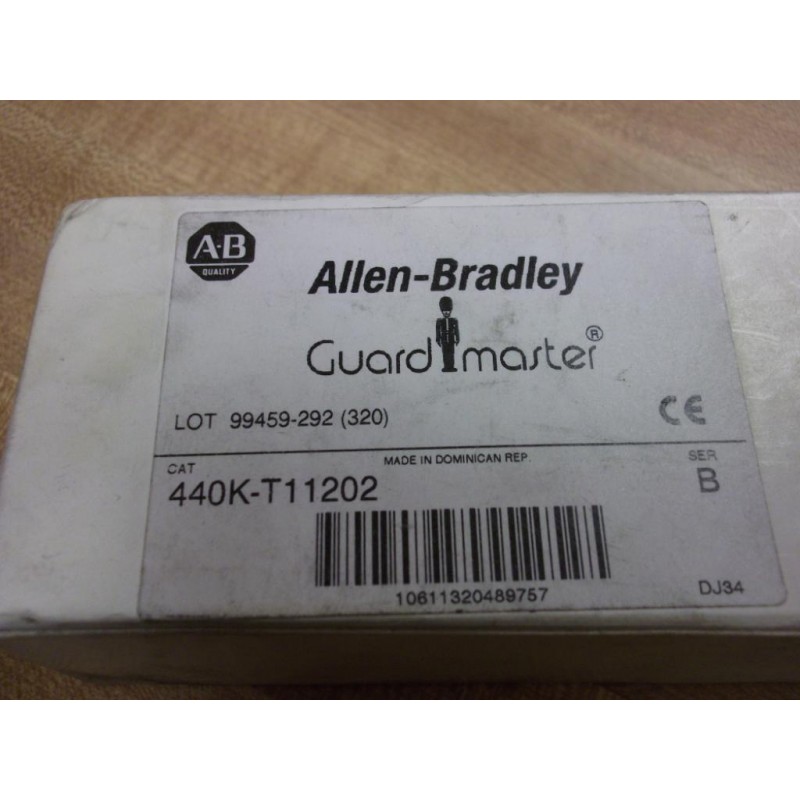 A-B
QUALITY
Allen-Bradley
Guardmaster®
LOT 99459-292 (320)
CE
CAT
MADE IN DOMINICAN REP.
SER
440K-T11202
B
10611320489757
DJ34